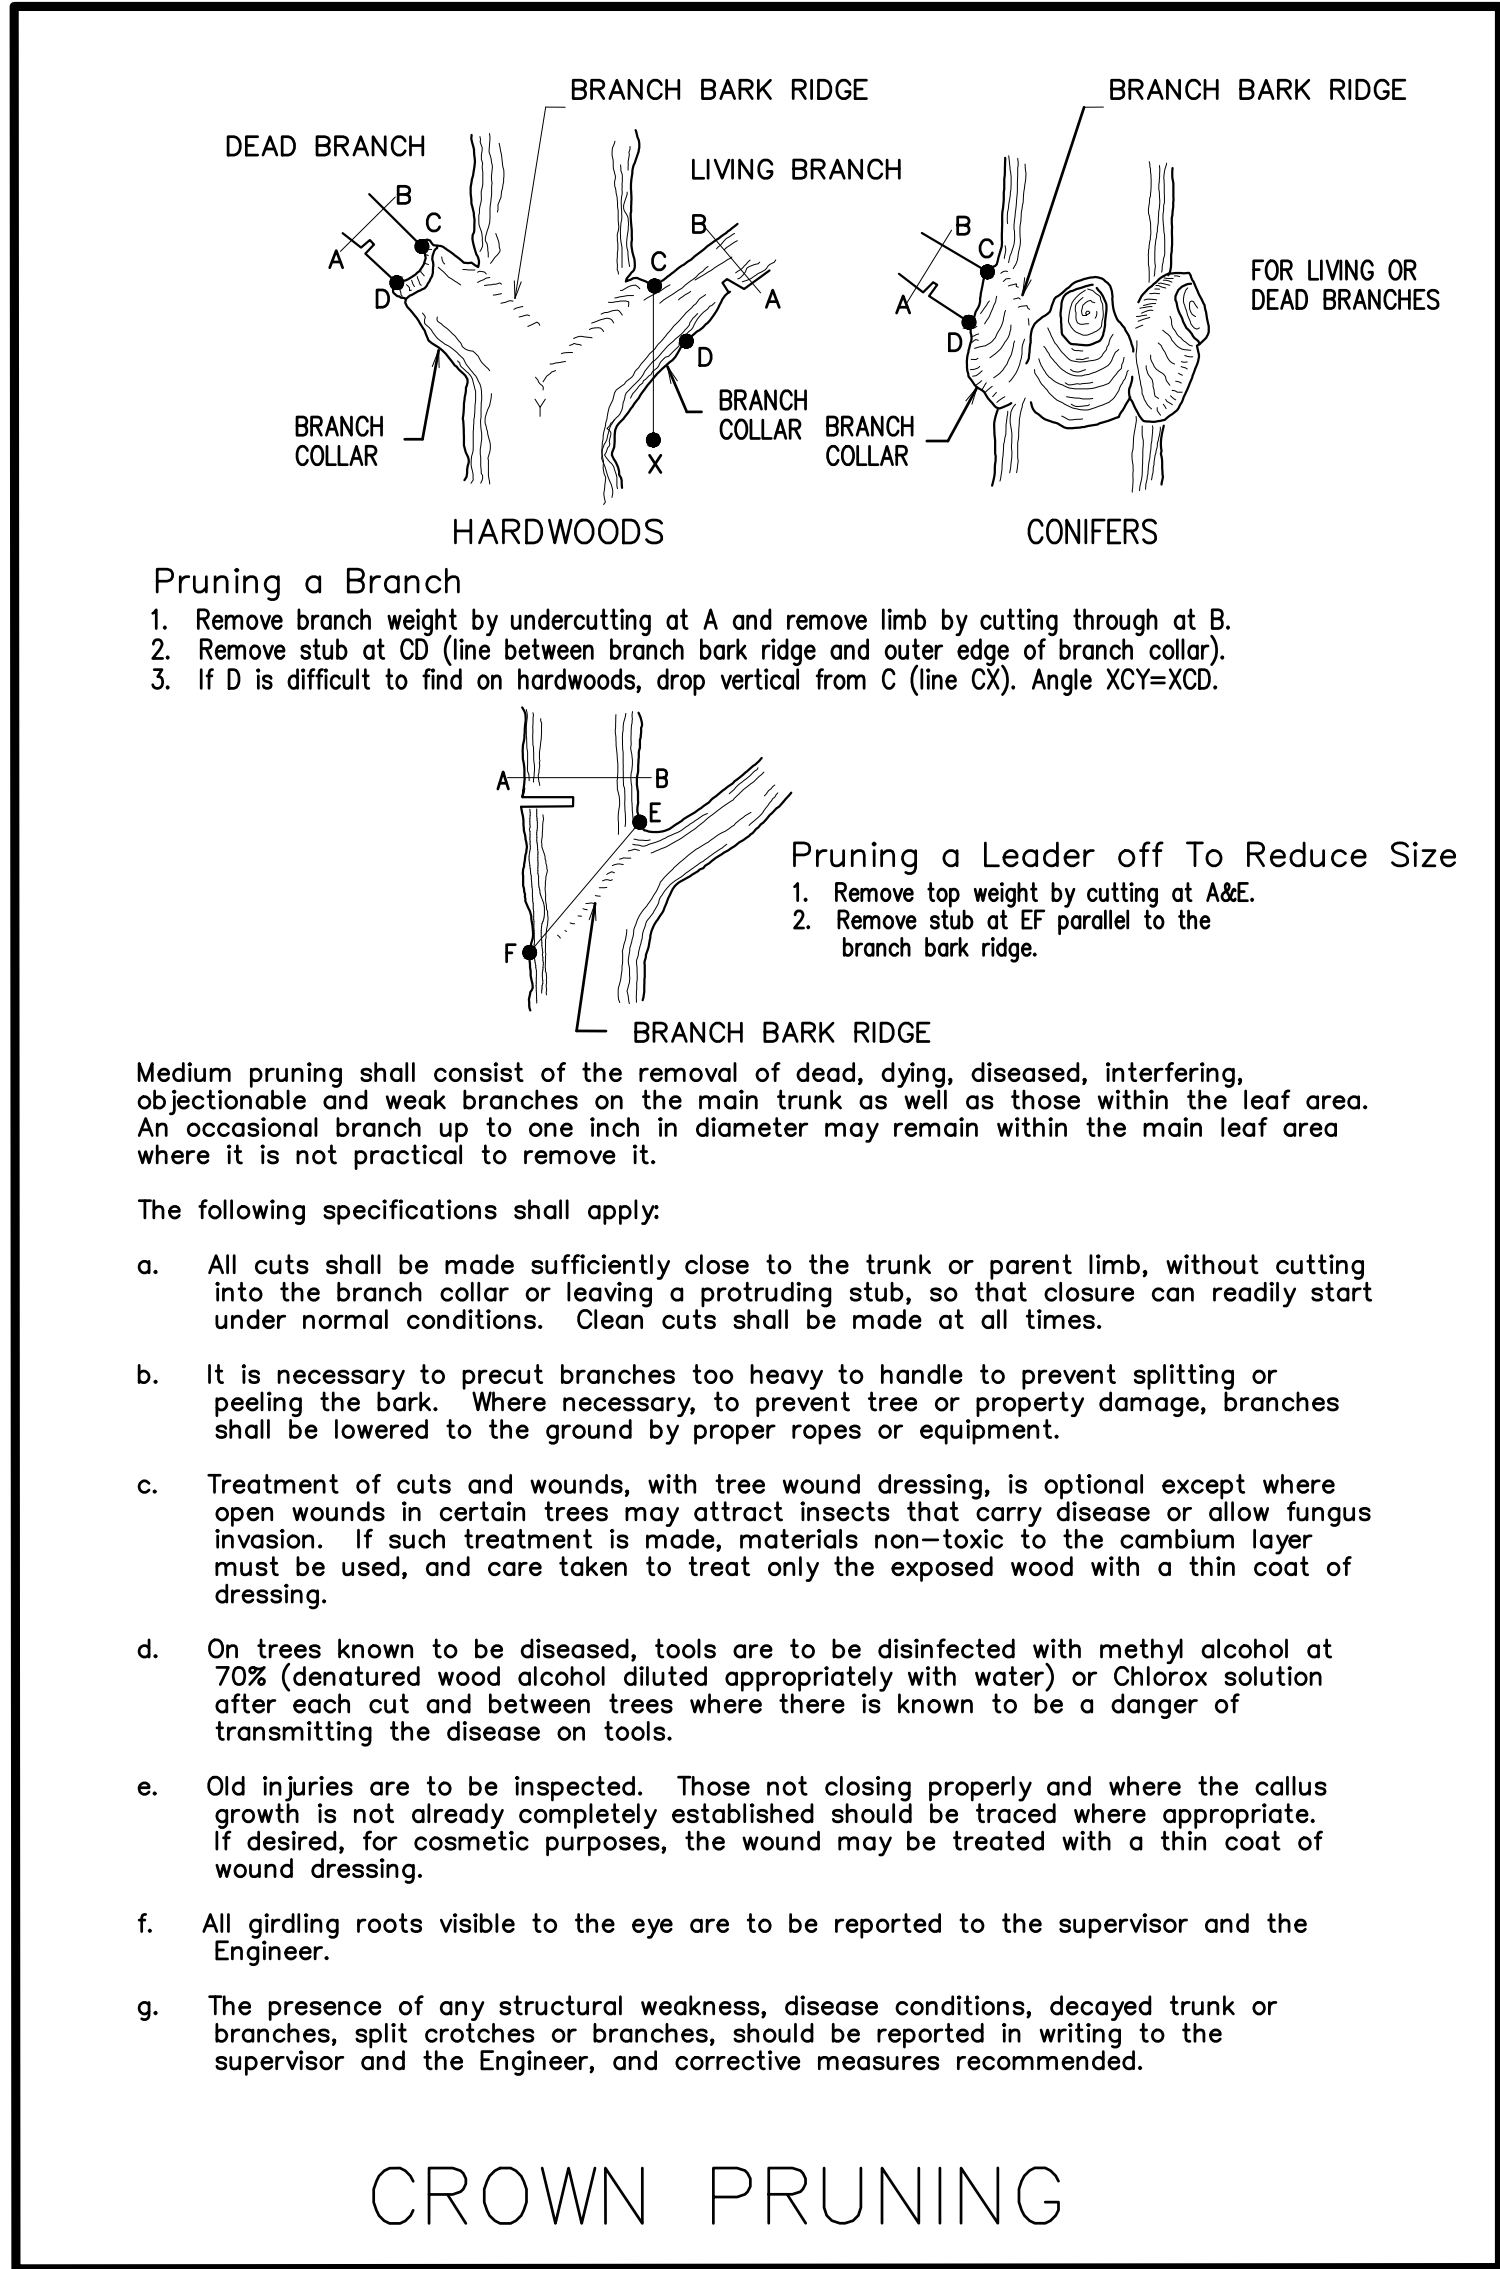 BRANCH BARK RIDGE
BRANCH BARK RIDGE
DEAD BRANCH
LIVING BRANCH
B
C
A
D
B
C
A
D
X
Y
B
C
A
D
FOR LIVING OR
DEAD BRANCHES
BRANCH
COLLAR
BRANCH
COLLAR
BRANCH
COLLAR
HARDWOODS
CONIFERS
Pruning a Branch
1. Remove branch weight by undercutting at A and remove limb by cutting through at B.
2. Remove stub at CD (line between branch bark ridge and outer edge of branch collar).
3. If D is difficult to find on hardwoods, drop vertical from C (line CX). Angle XCY=XCD.
A
B
E
F
Pruning a Leader off To Reduce Size
1. Remove top weight by cutting at A&E.
2. Remove stub at EF parallel to the
branch bark ridge.
BRANCH BARK RIDGE
Medium pruning shall consist of the removal of dead, dying, diseased, interfering,
objectionable and weak branches on the main trunk as well as those within the leaf area.
An occasional branch up to one inch in diameter may remain within the main leaf area
where it is not practical to remove it.
The following specifications shall apply:
a. All cuts shall be made sufficiently close to the trunk or parent limb, without cutting
into the branch collar or leaving a protruding stub, so that closure can readily start
under normal conditions. Clean cuts shall be made at all times.
b. It is necessary to precut branches too heavy to handle to prevent splitting or
peeling the bark. Where necessary, to prevent tree or property damage, branches
shall be lowered to the ground by proper ropes or equipment.
c. Treatment of cuts and wounds, with tree wound dressing, is optional except where
open wounds in certain trees may attract insects that carry disease or allow fungus
invasion. If such treatment is made, materials non-toxic to the cambium layer
must be used, and care taken to treat only the exposed wood with a thin coat of
dressing.
d. On trees known to be diseased, tools are to be disinfected with methyl alcohol at
70% (denatured wood alcohol diluted appropriately with water) or Chlorox solution
after each cut and between trees where there is known to be a danger of
transmitting the disease on tools.
e. Old injuries are to be inspected. Those not closing properly and where the callus
growth is not already completely established should be traced where appropriate.
If desired, for cosmetic purposes, the wound may be treated with a thin coat of
wound dressing.
f. All girdling roots visible to the eye are to be reported to the supervisor and the
Engineer.
g. The presence of any structural weakness, disease conditions, decayed trunk or
branches, split crotches or branches, should be reported in writing to the
supervisor and the Engineer, and corrective measures recommended.
CROWN PRUNING